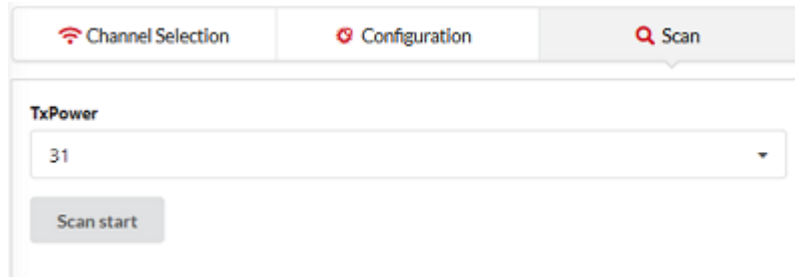 Channel Selection
Configuration
Scan
TxPower
31
Scan start